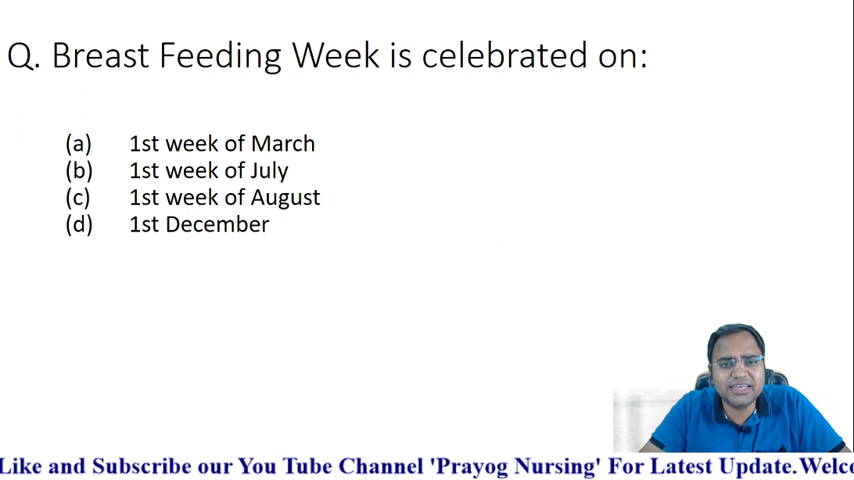 Q. Breast Feeding Week is celebrated on:
(a) 1st week of March
(b) 1st week of July
(c) 1st week of August
(d) 1st December
Like and Subscribe our You Tube Channel 'Prayog Nursing' For Latest Update.Welco